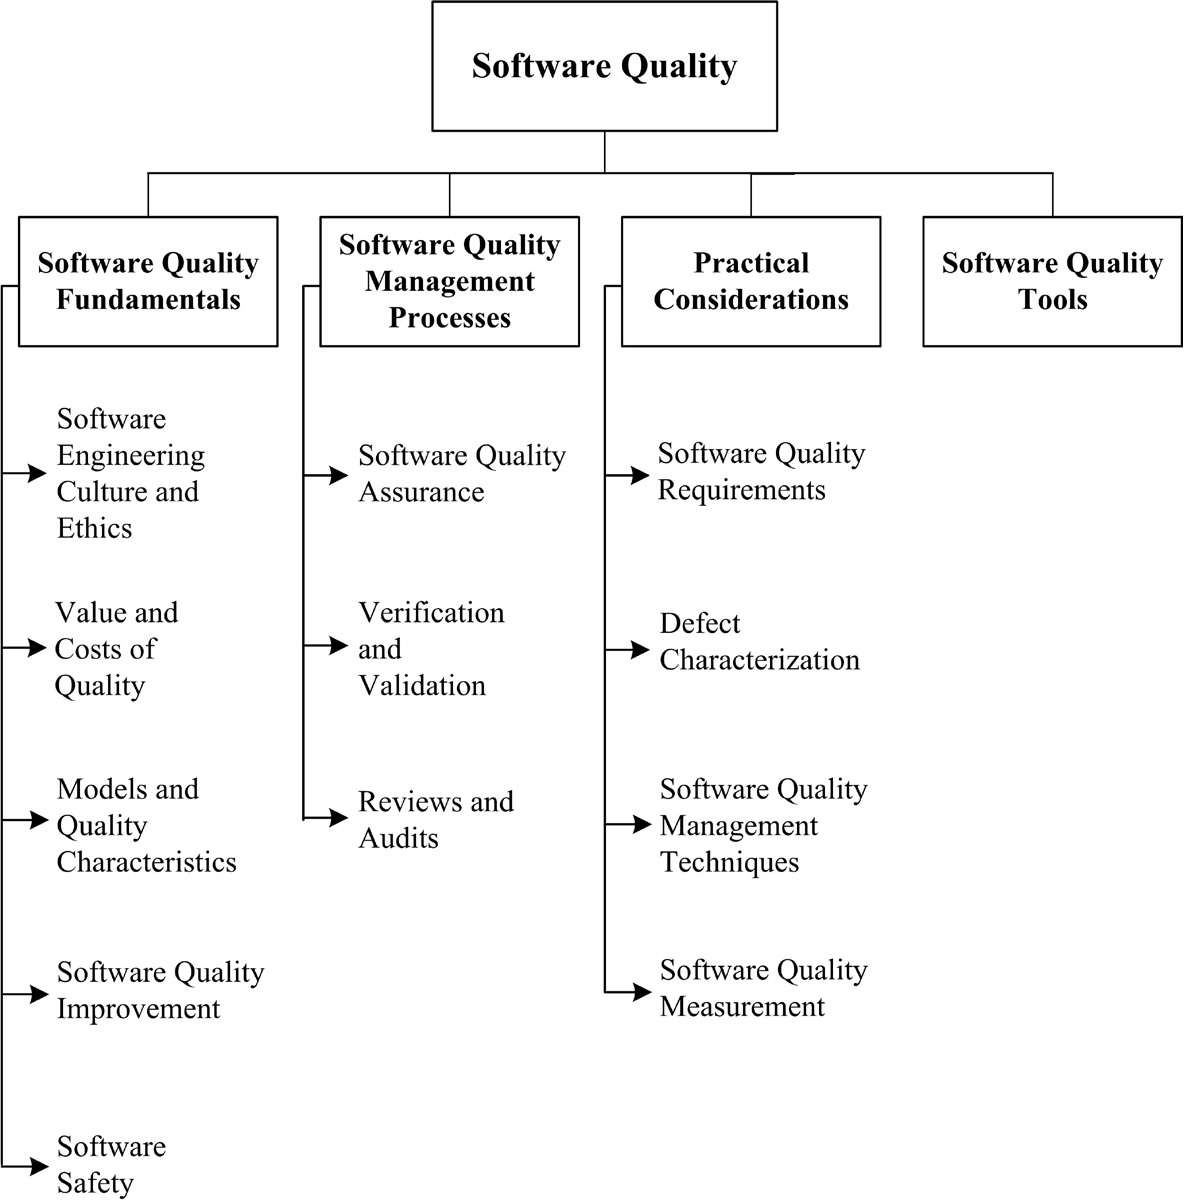 Software Quality
Software Quality
Fundamentals
Software
Engineering
Culture and
Ethics
Value and
Costs of
Quality
Models and
Quality
Characteristics
Software Quality
Improvement
Software
Safety
Software Quality
Management
Processes
Software Quality
Assurance
Verification
and
Validation
Reviews and
Audits
Practical
Considerations
Software Quality
Requirements
Defect
Characterization
Software Quality
Management
Techniques
Software Quality
Measurement
Software Quality
Tools